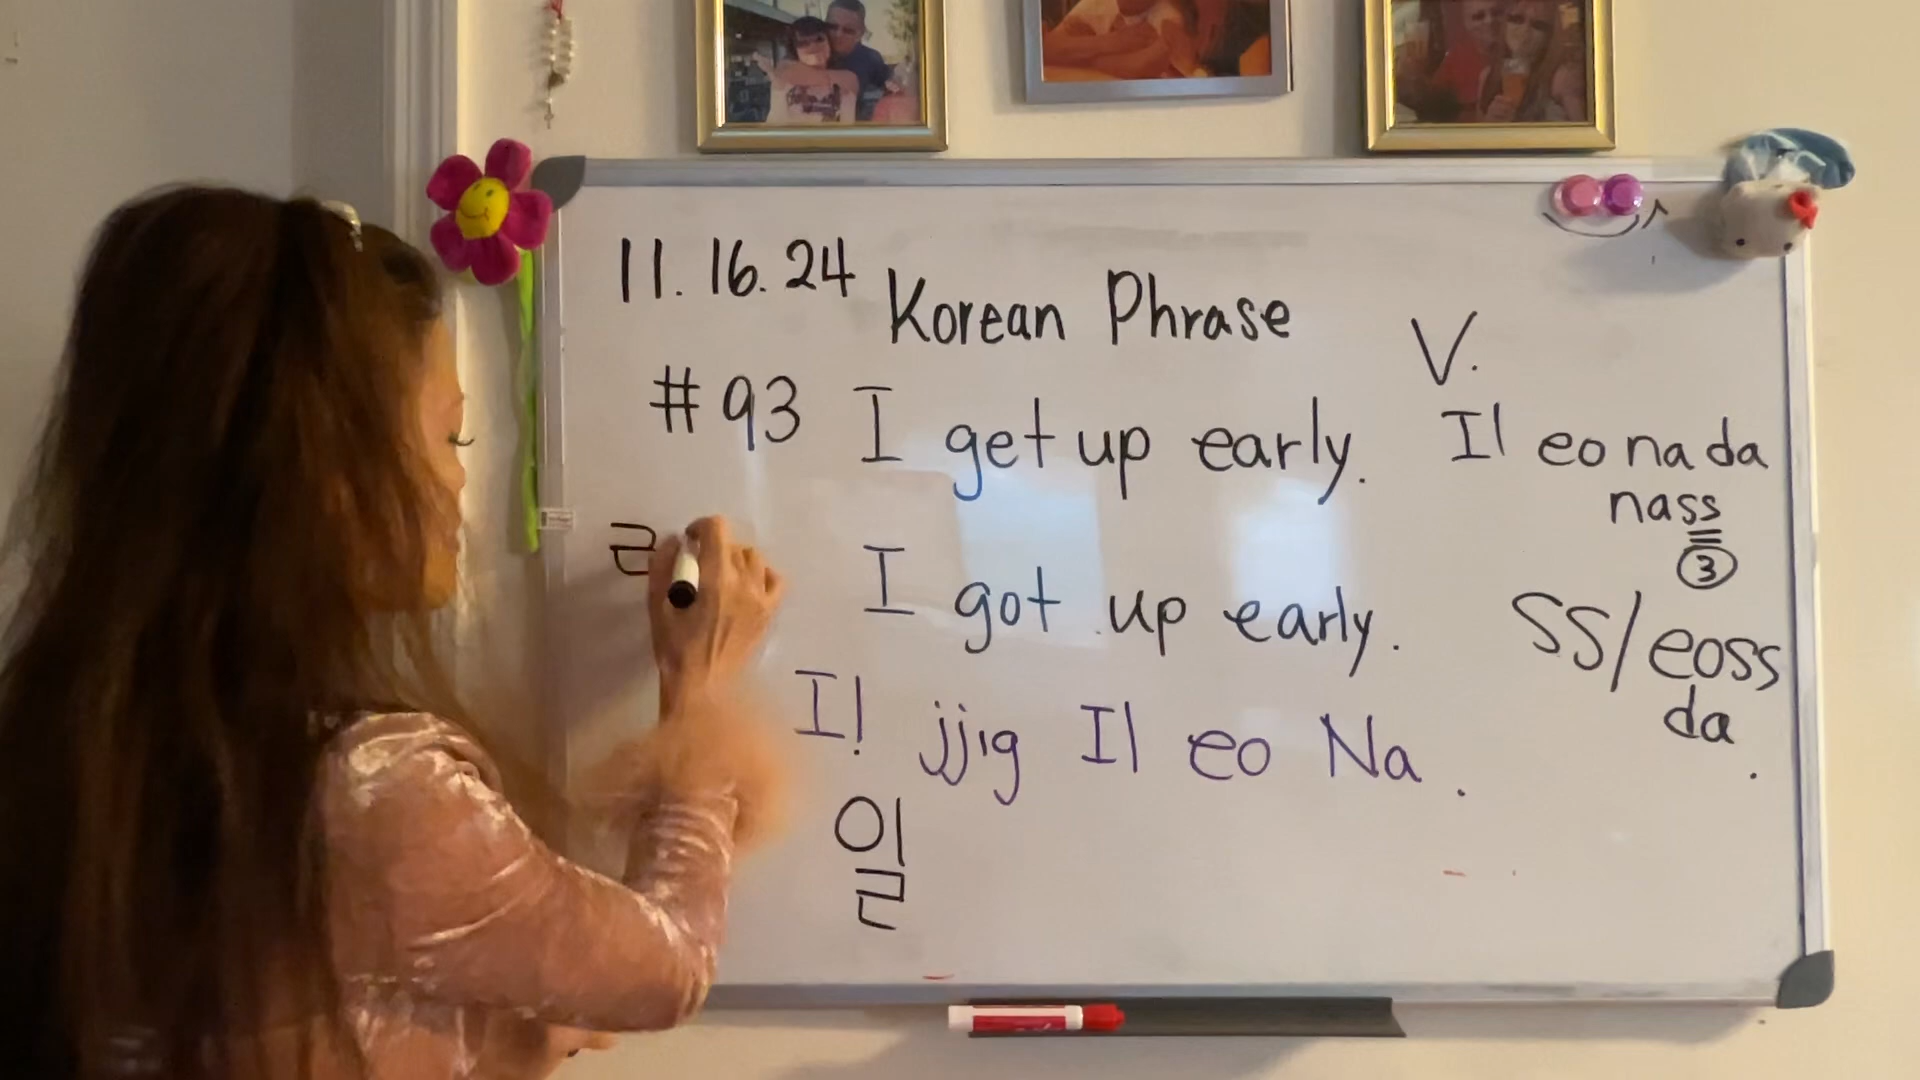 11. 16. 24 Korean Phrase
#93 I get up early.
V.
Il eo na da
nass
③
I got up early.
SS/eoss
da
.
ㄹ
I! jjig Il eo Na.
일